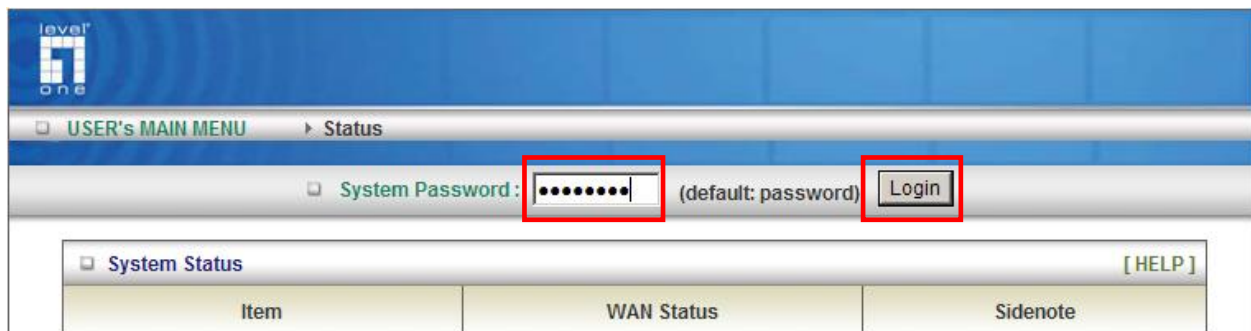 level
one
USER's MAIN MENU Status
System Password : •••••••• (default: password) Login
System Status [ HELP ]
Item WAN Status Sidenote